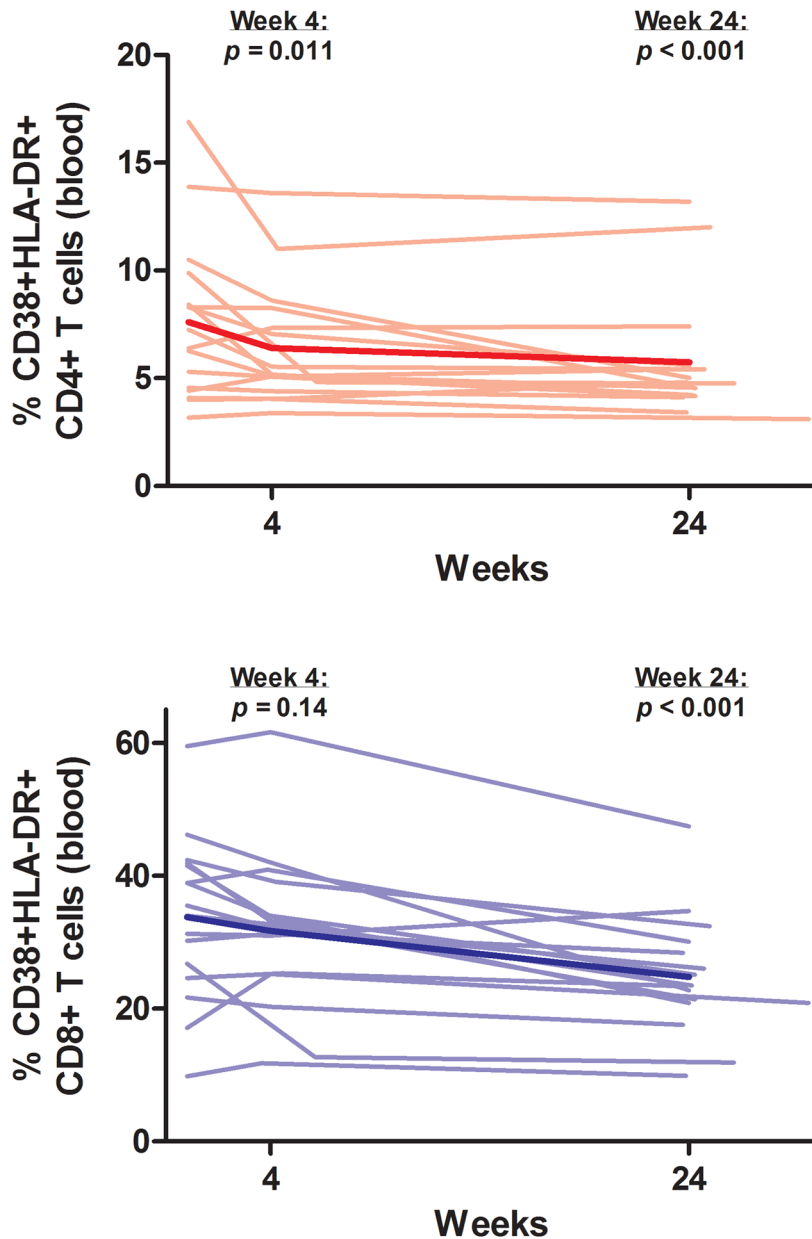 Week 4:
p = 0.011
Week 24:
p < 0.001
% CD38+HLA-DR+
CD4+ T cells (blood)
20
15
10
5
0
4
24
Weeks
Week 4:
p = 0.14
Week 24:
p < 0.001
% CD38+HLA-DR+
CD8+ T cells (blood)
60
40
20
0
4
24
Weeks